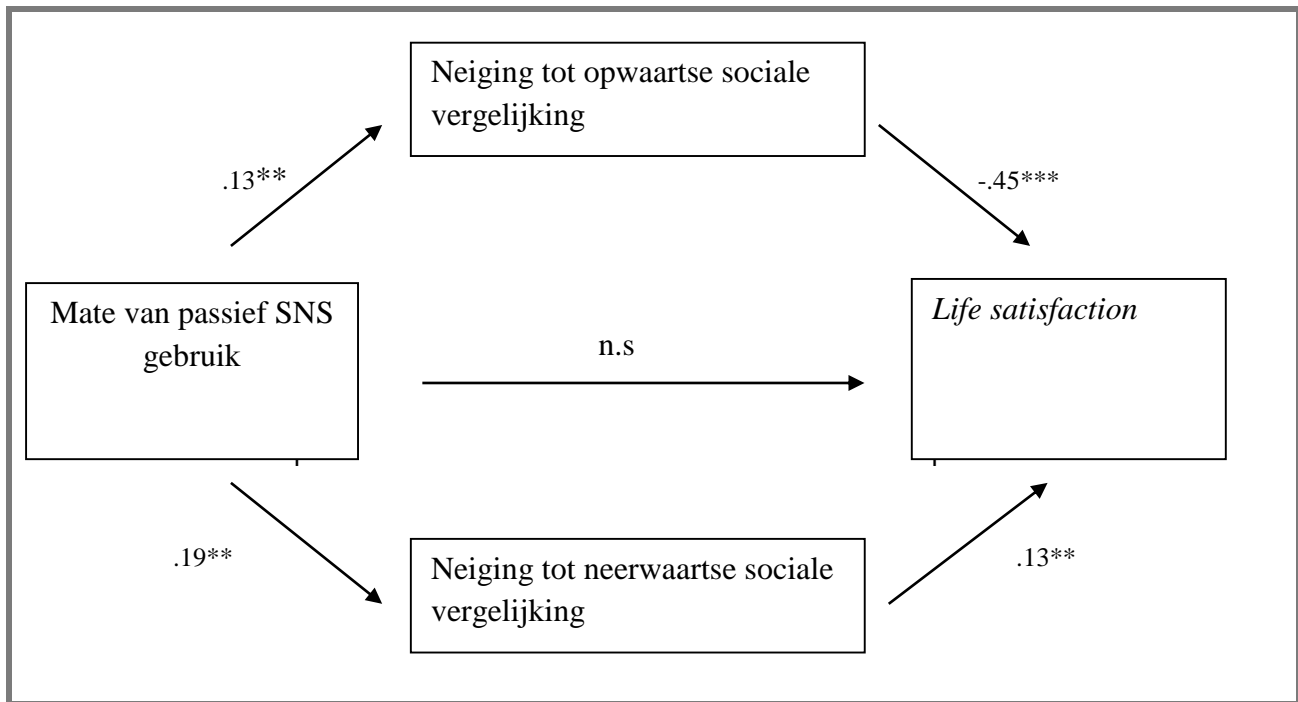 Neiging tot opwaartse sociale
vergelijking
.13**
-.45***
Mate van passief SNS
gebruik
n.s
Life satisfaction
.19**
Neiging tot neerwaartse sociale
vergelijking
.13**